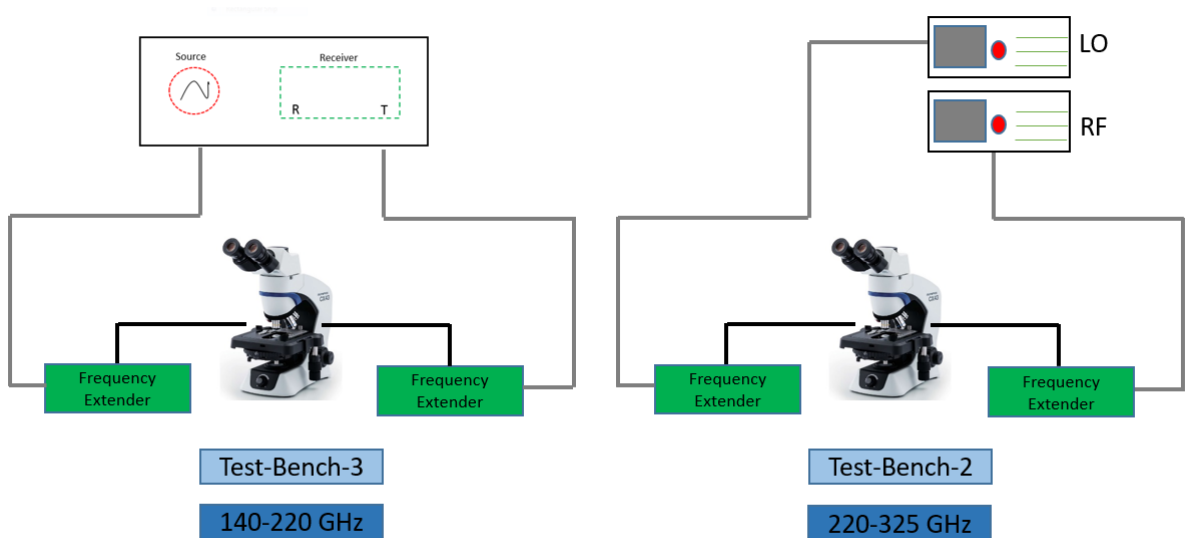 Source
Receiver
R
T
LO
RF
Frequency
Extender
Frequency
Extender
Frequency
Extender
Frequency
Extender
Test-Bench-3
Test-Bench-2
140-220 GHz
220-325 GHz